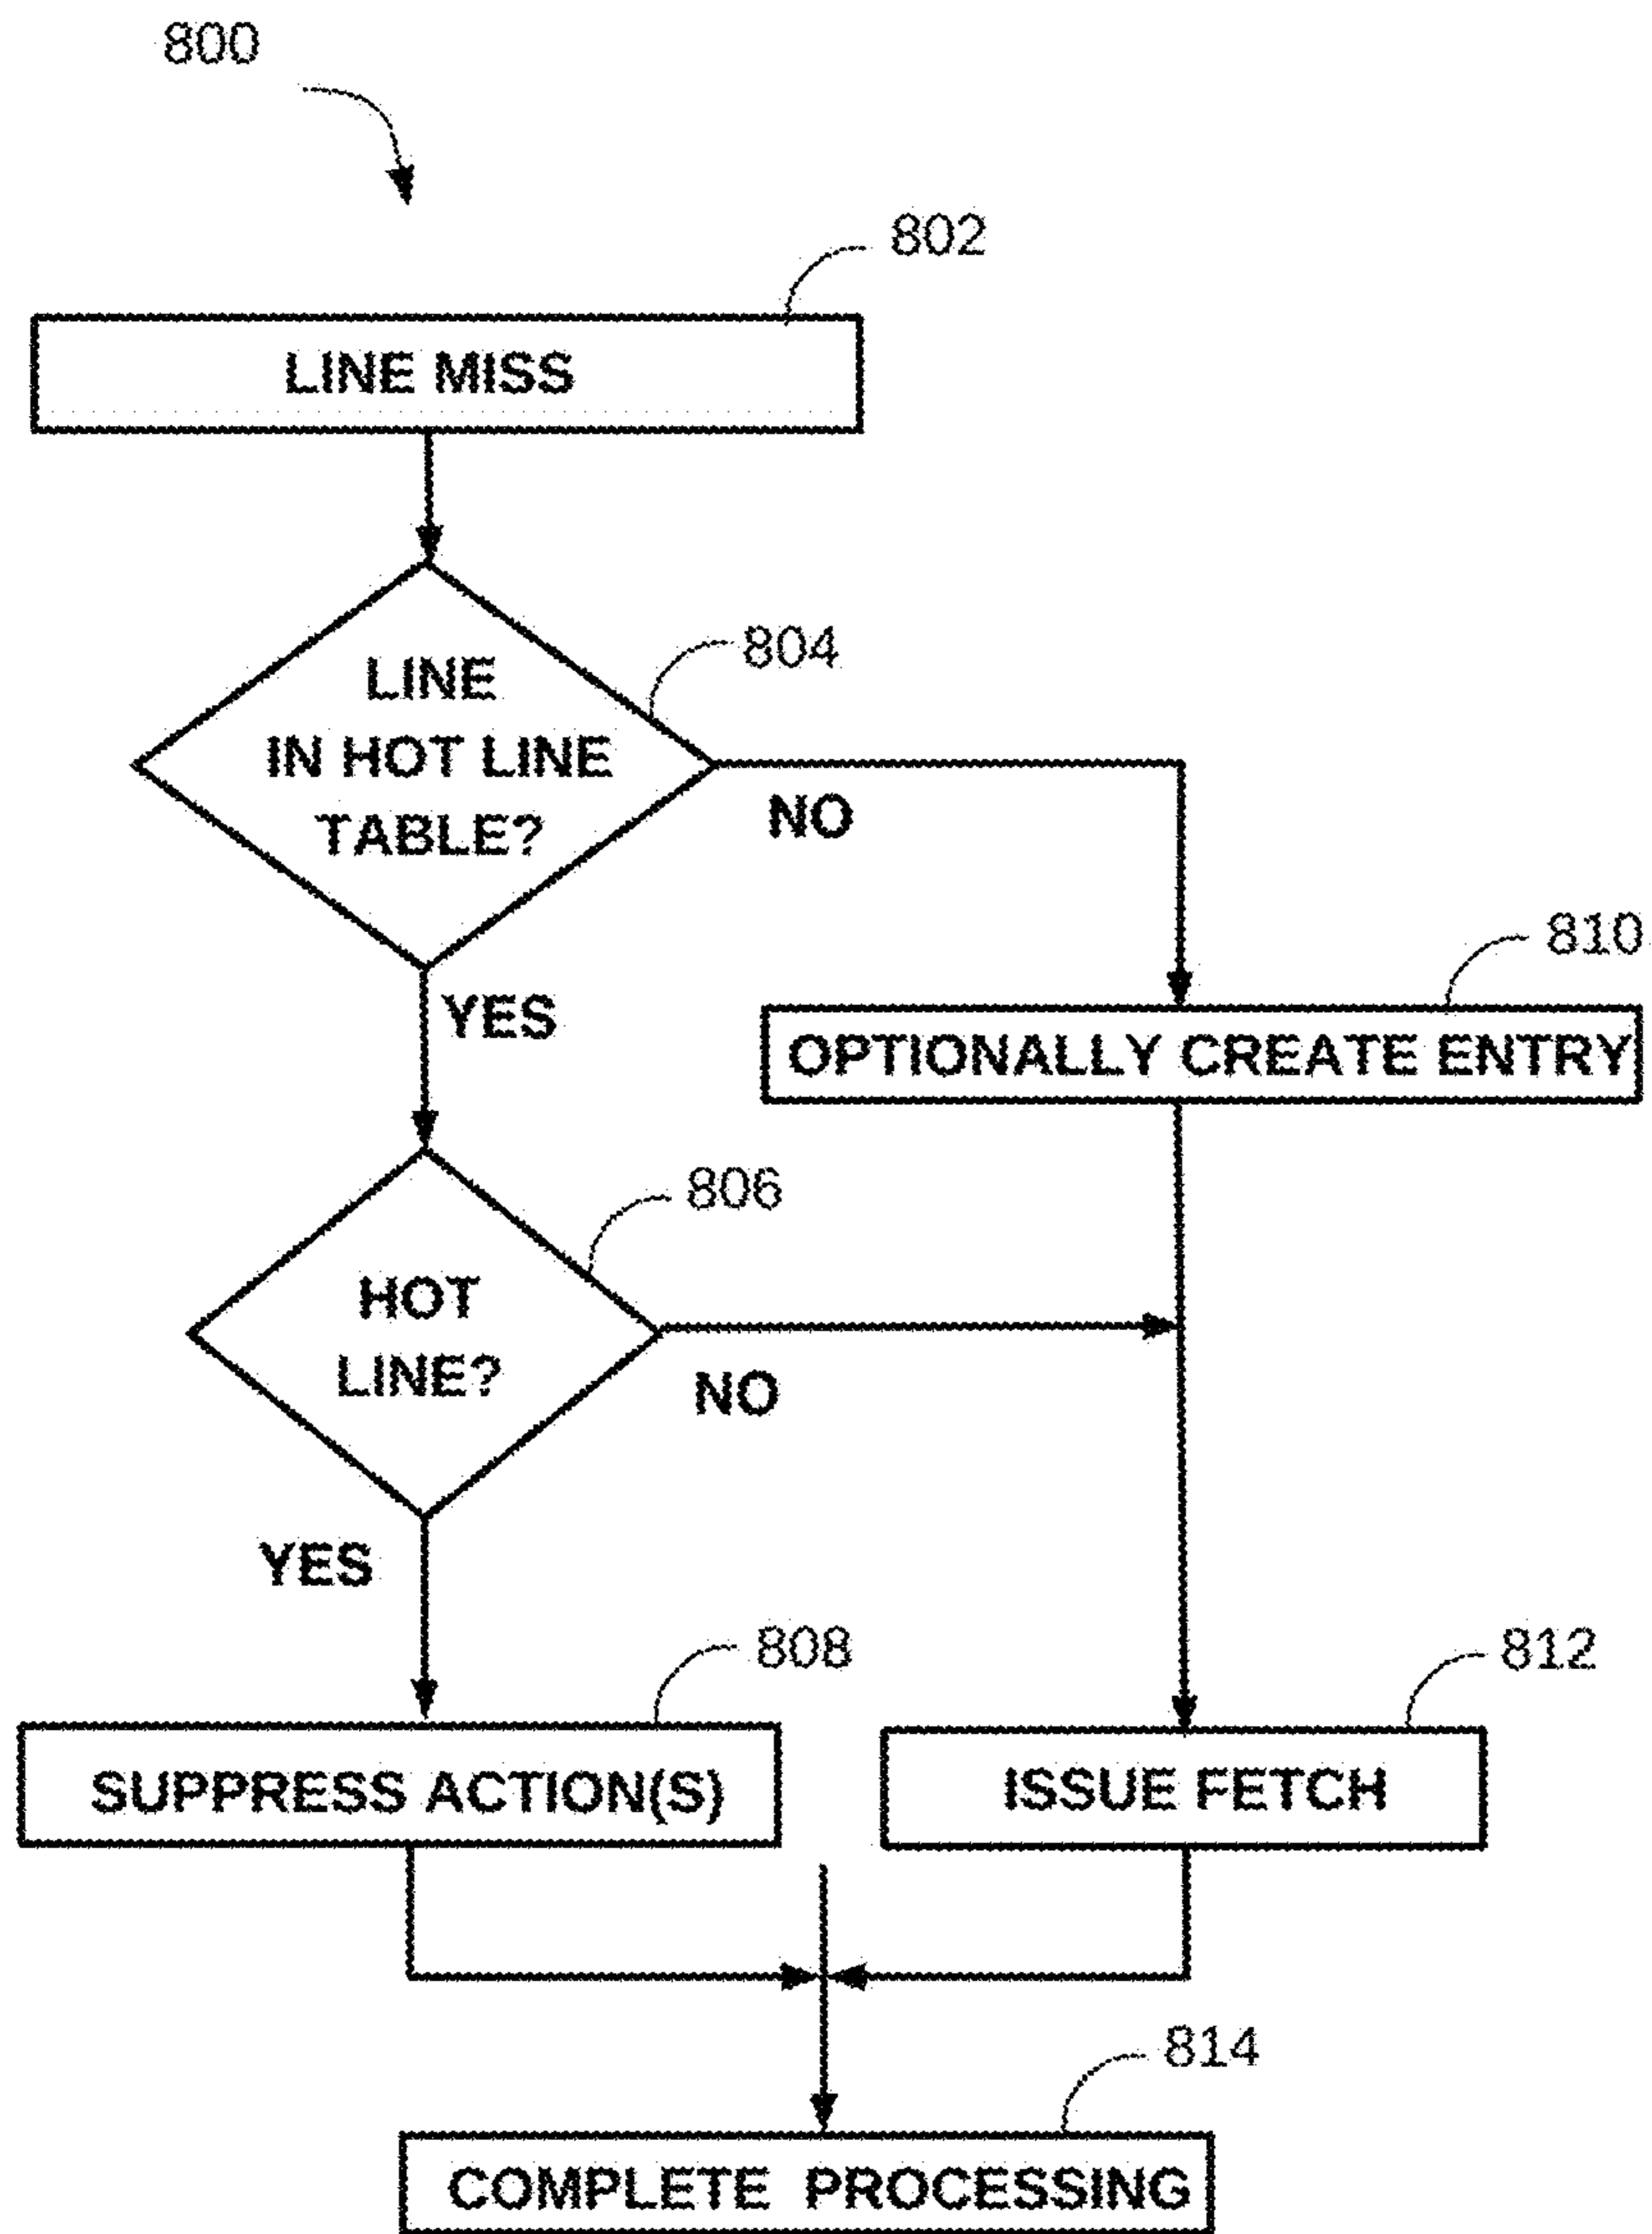 800
802
LINE MISS
804
LINE
IN HOT LINE
TABLE?
NO
810
YES
OPTIONALLY CREATE ENTRY
806
HOT
LINE?
NO
YES
808
812
SUPPRESS ACTION(S)
ISSUE FETCH
814
COMPLETE PROCESSING